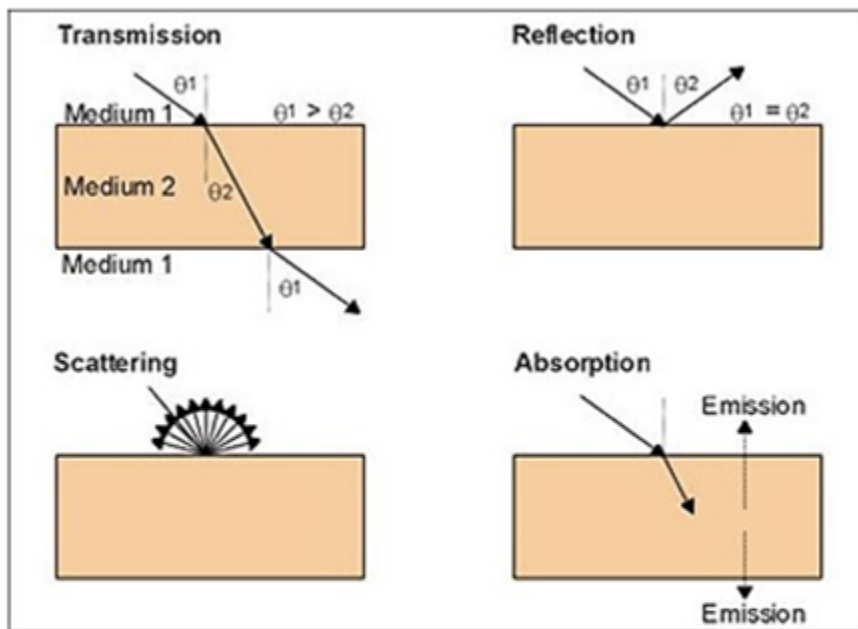 Transmission
θ1
Medium 1
θ1 > θ2
Medium 2
θ2
Medium 1
θ1
Reflection
θ1 θ2
θ1 = θ2
Scattering
Absorption
Emission
Emission